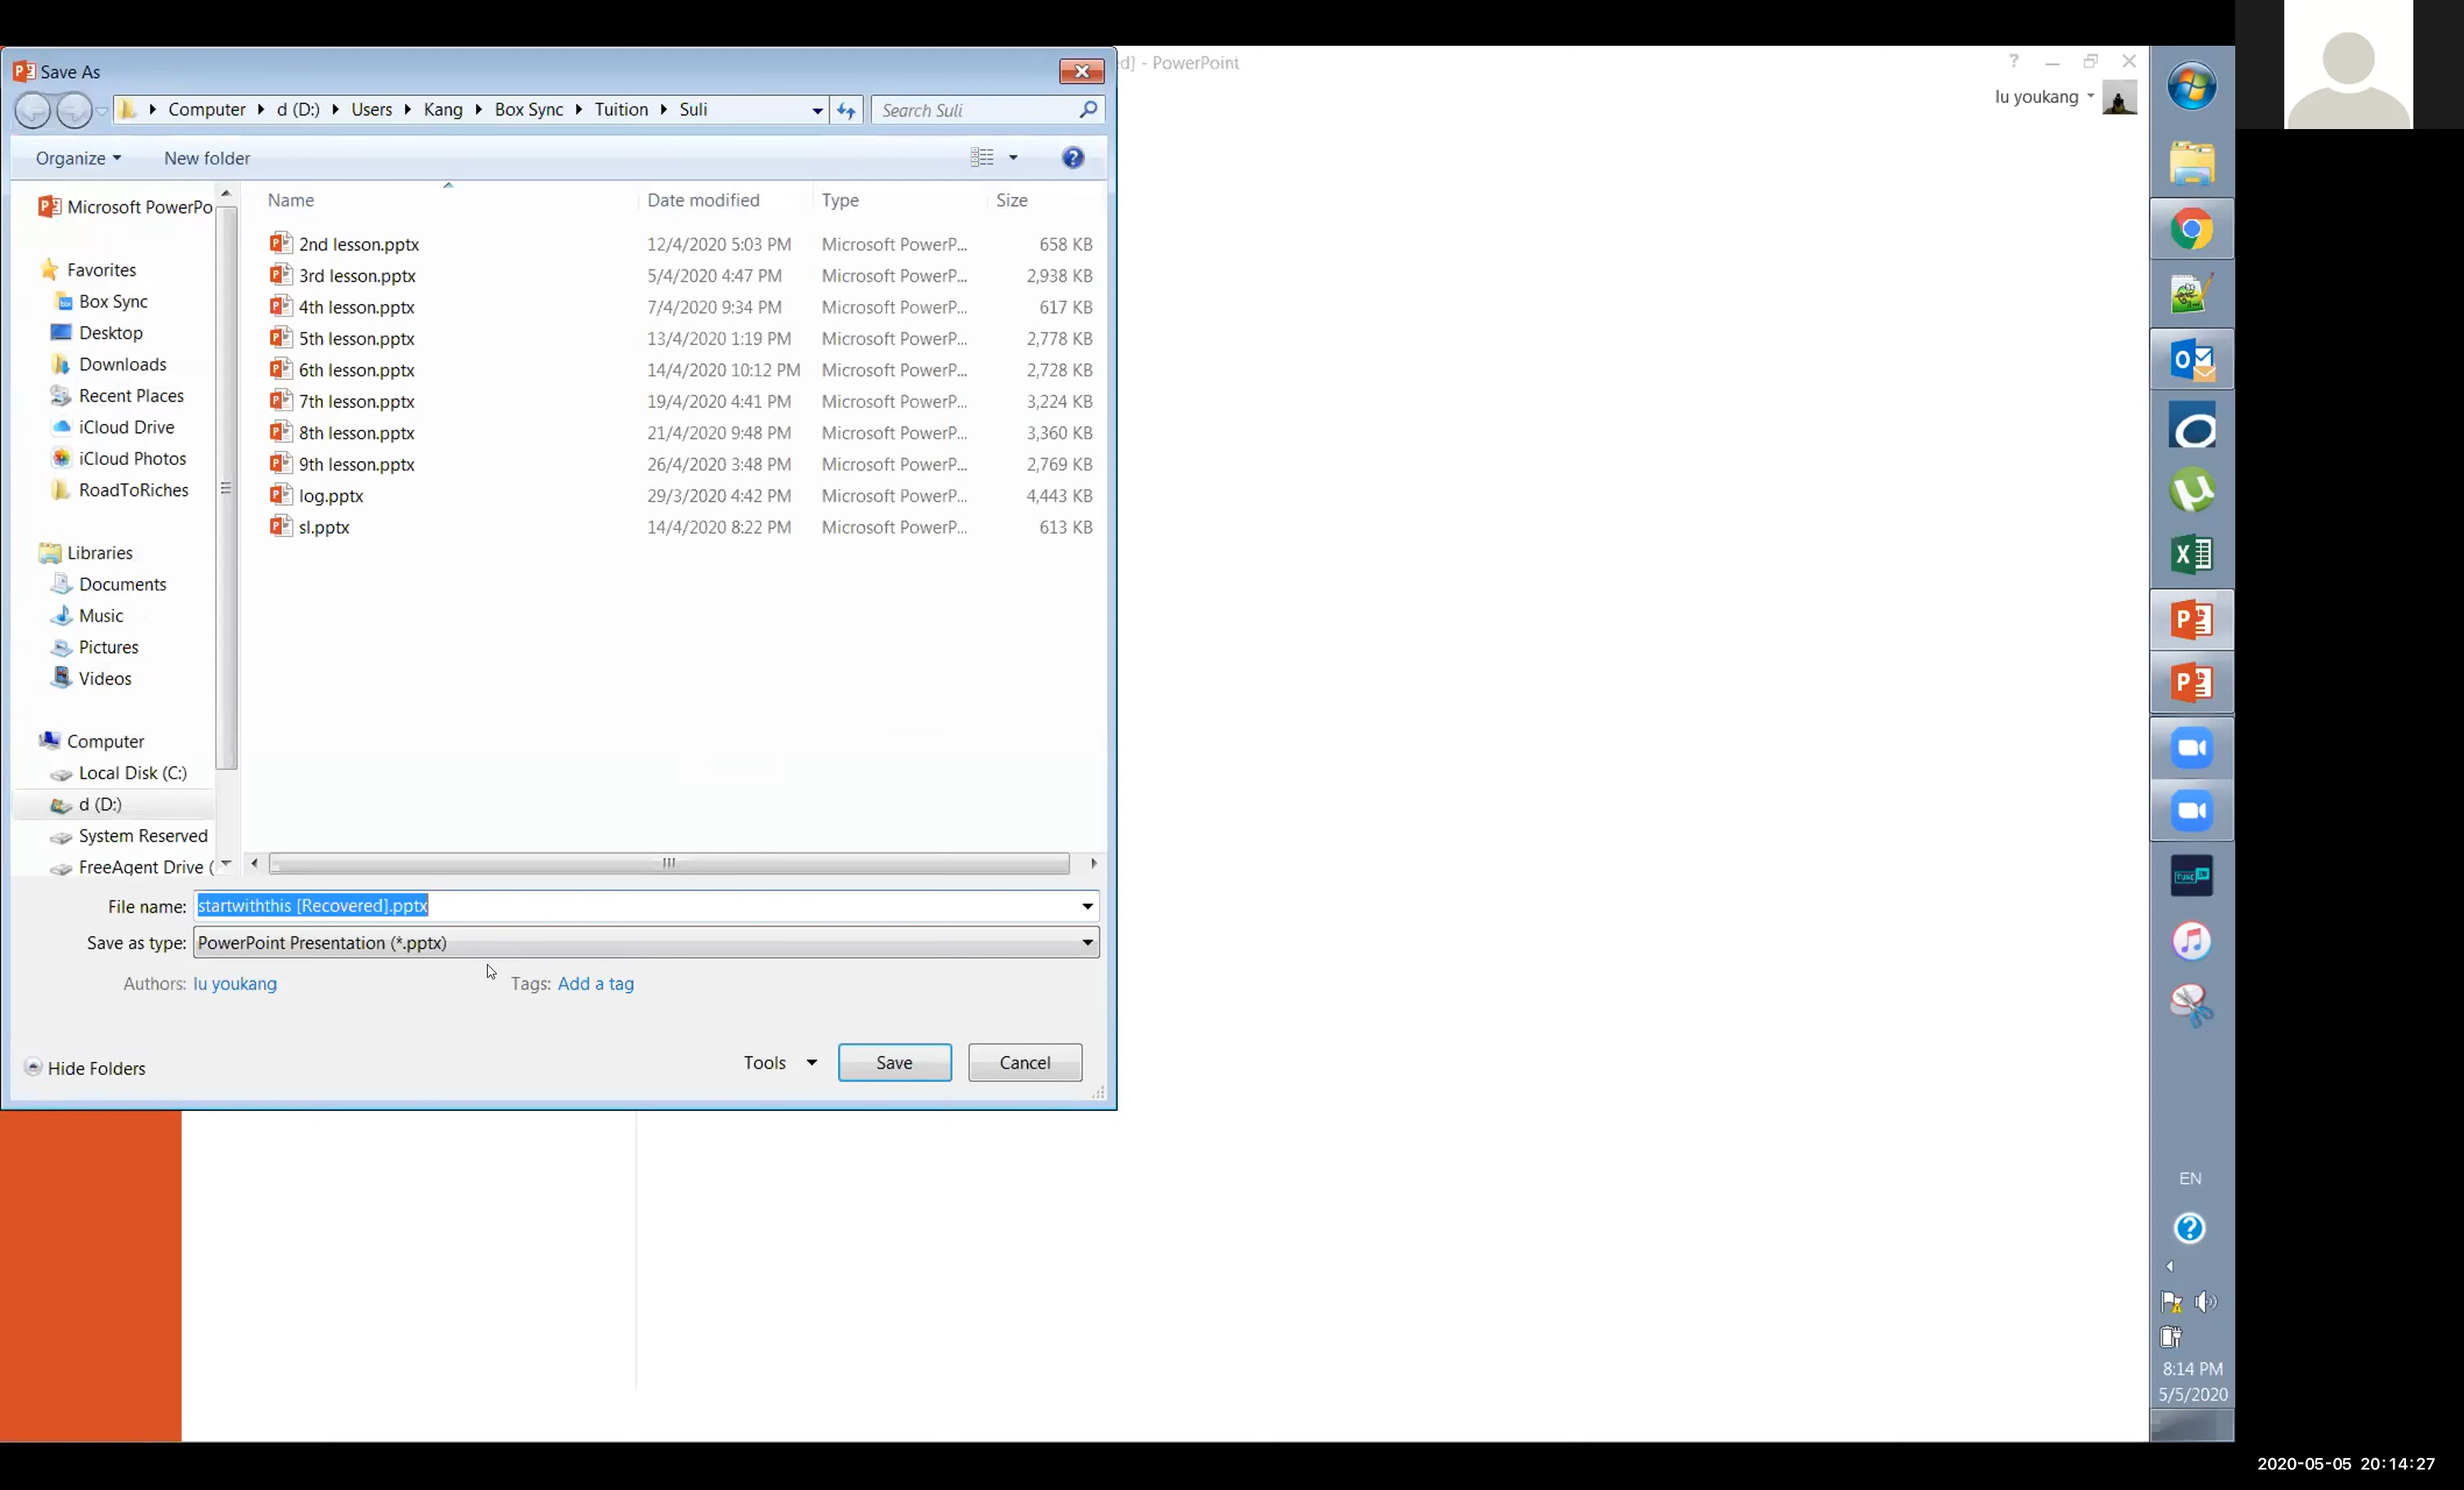 Save As
d] - PowerPoint
lu youkang
Computer d (D:) Users Kang Box Sync Tuition Suli
Search Suli
Organize
New folder
Microsoft PowerPo
Favorites
Box Sync
Desktop
Downloads
Recent Places
iCloud Drive
iCloud Photos
RoadToRiches
Libraries
Documents
Music
Pictures
Videos
Computer
Local Disk (C:)
d (D:)
System Reserved
FreeAgent Drive (
Name Date modified Type Size
2nd lesson.pptx 12/4/2020 5:03 PM Microsoft PowerP... 658 KB
3rd lesson.pptx 5/4/2020 4:47 PM Microsoft PowerP... 2,938 KB
4th lesson.pptx 7/4/2020 9:34 PM Microsoft PowerP... 617 KB
5th lesson.pptx 13/4/2020 1:19 PM Microsoft PowerP... 2,778 KB
6th lesson.pptx 14/4/2020 10:12 PM Microsoft PowerP... 2,728 KB
7th lesson.pptx 19/4/2020 4:41 PM Microsoft PowerP... 3,224 KB
8th lesson.pptx 21/4/2020 9:48 PM Microsoft PowerP... 3,360 KB
9th lesson.pptx 26/4/2020 3:48 PM Microsoft PowerP... 2,769 KB
log.pptx 29/3/2020 4:42 PM Microsoft PowerP... 4,443 KB
sl.pptx 14/4/2020 8:22 PM Microsoft PowerP... 613 KB
File name: startwiththis [Recovered].pptx
Save as type: PowerPoint Presentation (*.pptx)
Authors: lu youkang
Tags: Add a tag
Hide Folders
Tools
Save
Cancel
TUNE IN
EN
8:14 PM
5/5/2020
2020-05-05 20:14:27